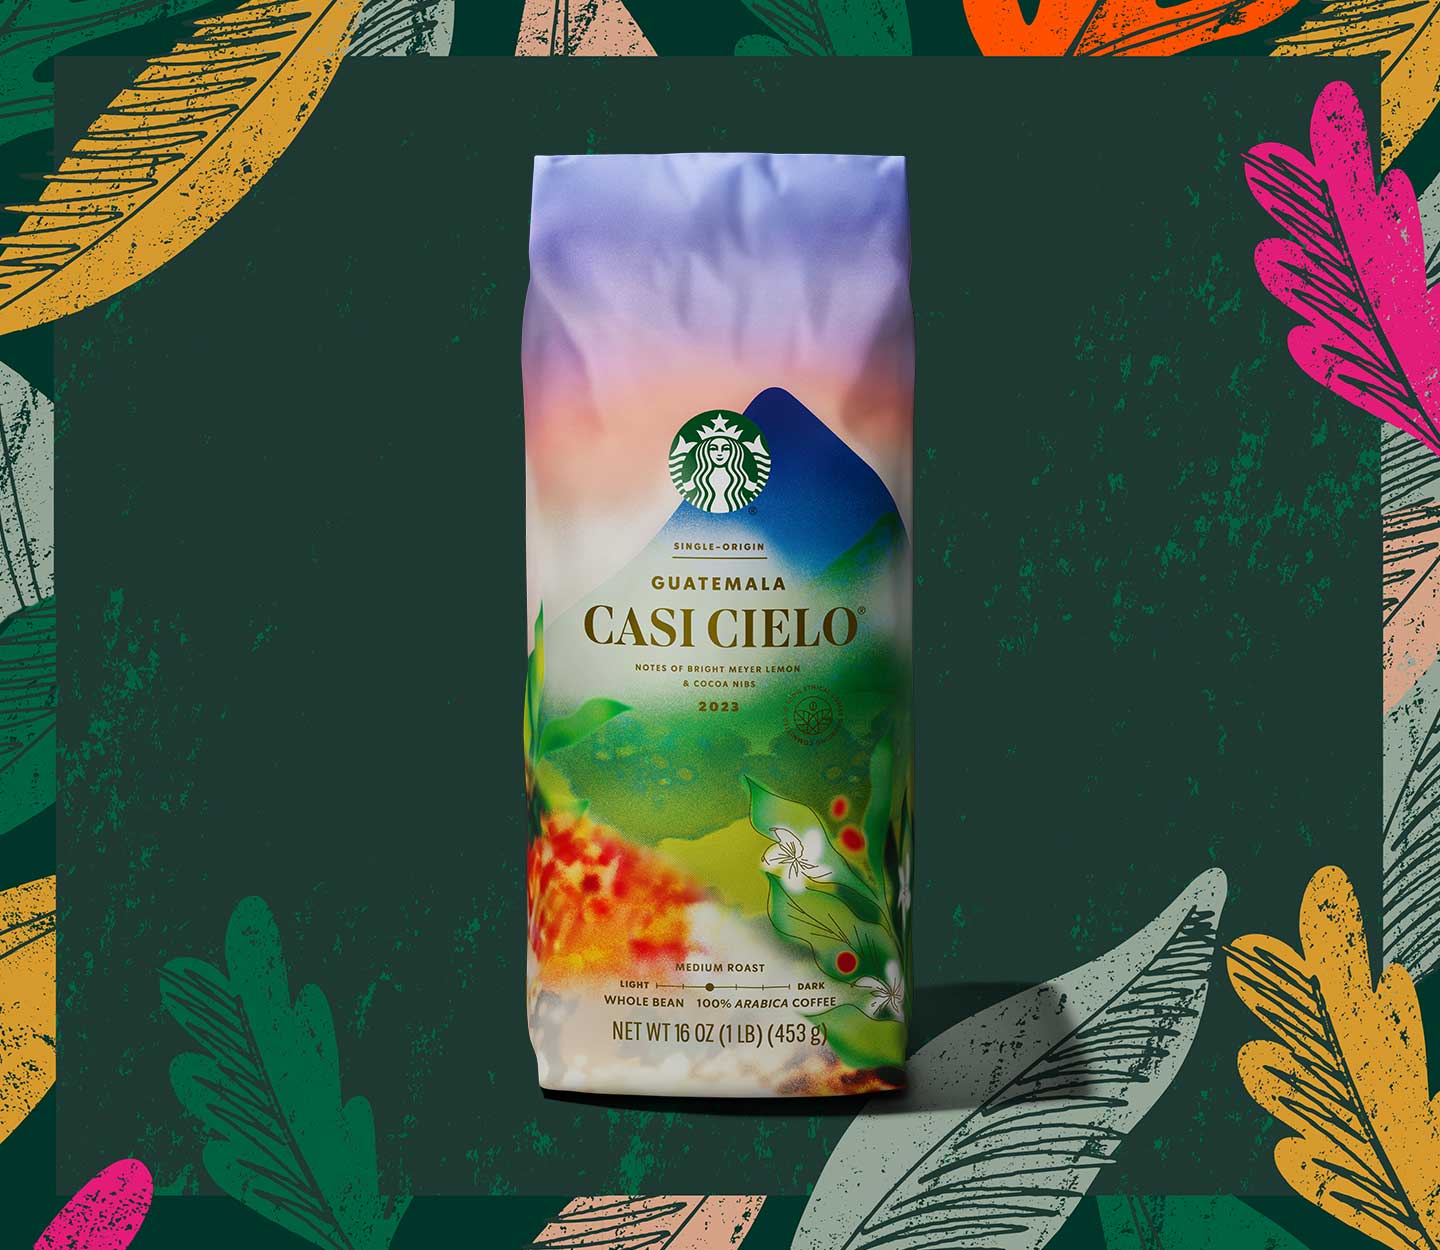 SINGLE-ORIGIN
GUATEMALA
CASI CIELO®
NOTES OF BRIGHT MEYER LEMON
& COCOA NIBS
2023
MEDIUM ROAST
LIGHT DARK
WHOLE BEAN 100% ARABICA COFFEE
NET WT 16 OZ (1 LB) (453 g)